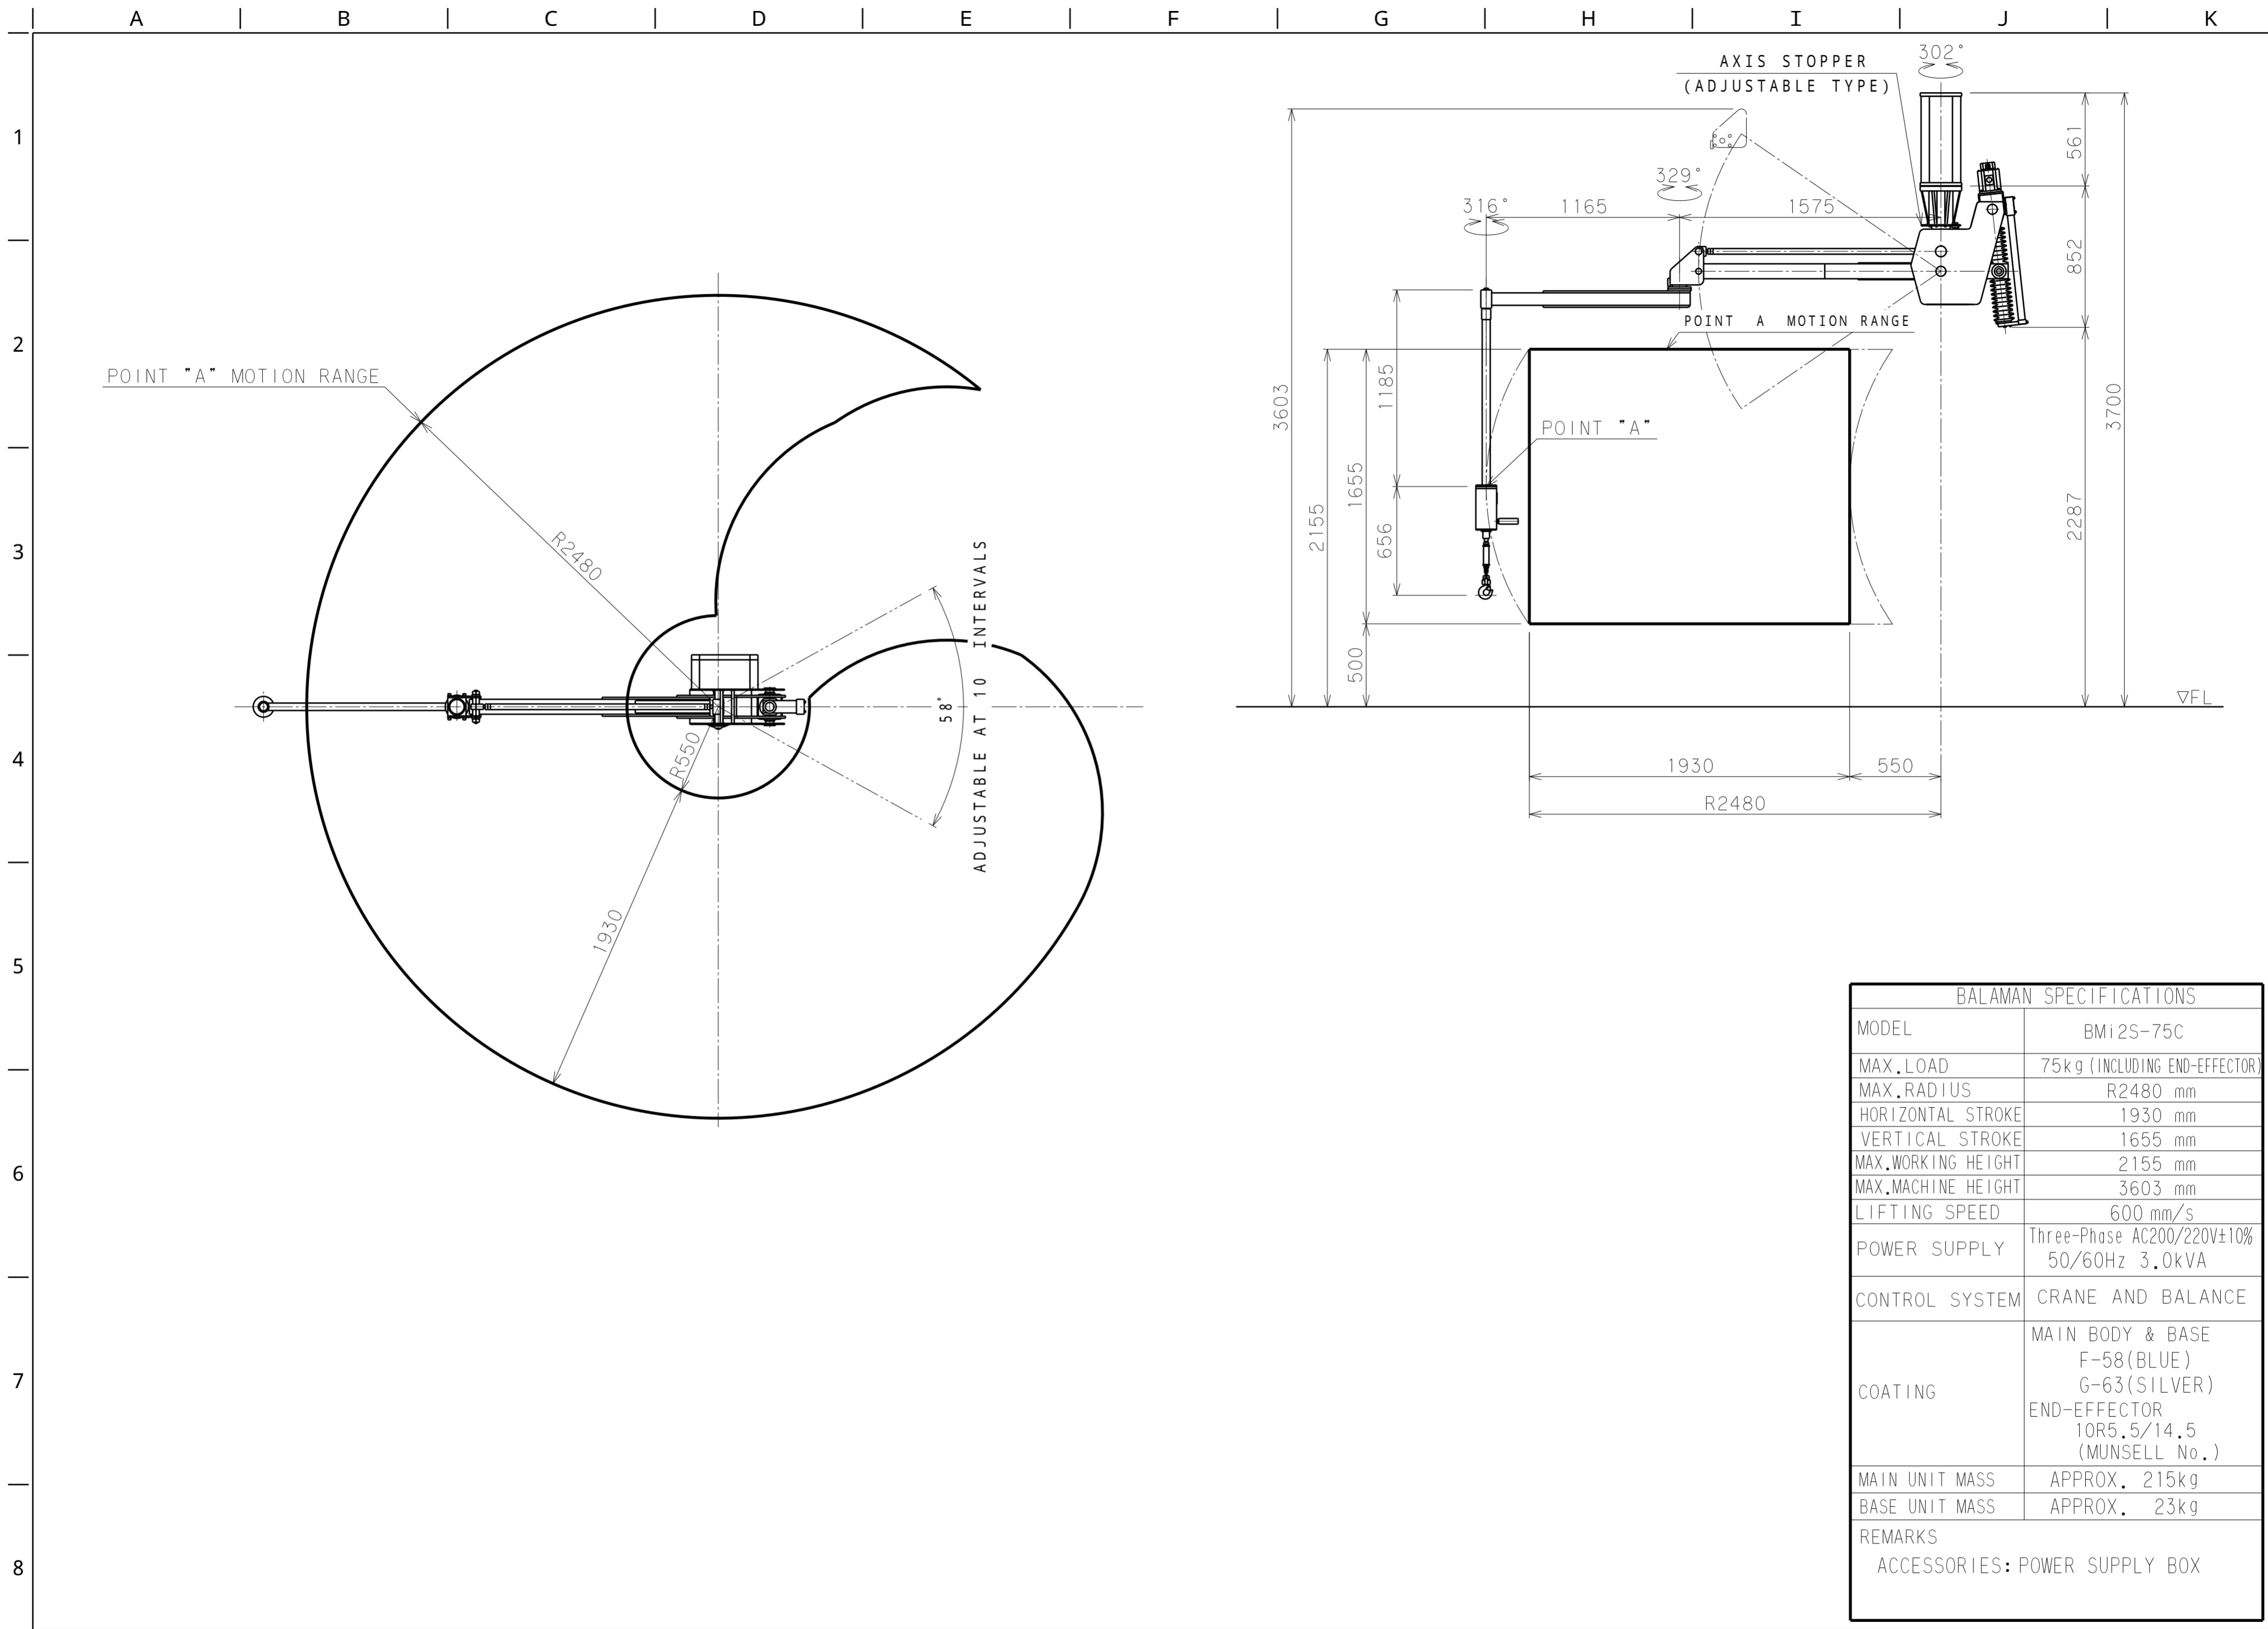 A B C D E F G H I J K
1
2
3
4
5
6
7
8
POINT "A" MOTION RANGE
R2480
R550
1930
58°
ADJUSTABLE AT 10 INTERVALS
AXIS STOPPER
(ADJUSTABLE TYPE)
302°
329°
316°
1165
1575
561
852
3700
2287
3603
2155
1655
500
1185
656
POINT A MOTION RANGE
POINT "A"
▽FL
1930
550
R2480
BALAMAN SPECIFICATIONS
MODEL BMi2S-75C
MAX.LOAD 75kg(INCLUDING END-EFFECTOR)
MAX.RADIUS R2480 mm
HORIZONTAL STROKE 1930 mm
VERTICAL STROKE 1655 mm
MAX.WORKING HEIGHT 2155 mm
MAX.MACHINE HEIGHT 3603 mm
LIFTING SPEED 600 mm/s
POWER SUPPLY Three-Phase AC200/220V±10%
50/60Hz 3.0kVA
CONTROL SYSTEM CRANE AND BALANCE
COATING MAIN BODY & BASE
F-58(BLUE)
G-63(SILVER)
END-EFFECTOR
10R5.5/14.5
(MUNSELL No.)
MAIN UNIT MASS APPROX. 215kg
BASE UNIT MASS APPROX. 23kg
REMARKS
ACCESSORIES: POWER SUPPLY BOX